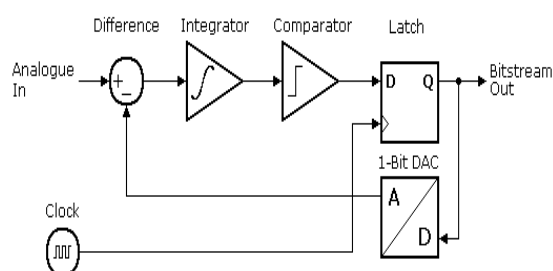 Difference
Integrator
Comparator
Latch
Analogue
In
+
−
D
Q
Bitstream
Out
1-Bit DAC
A
D
Clock